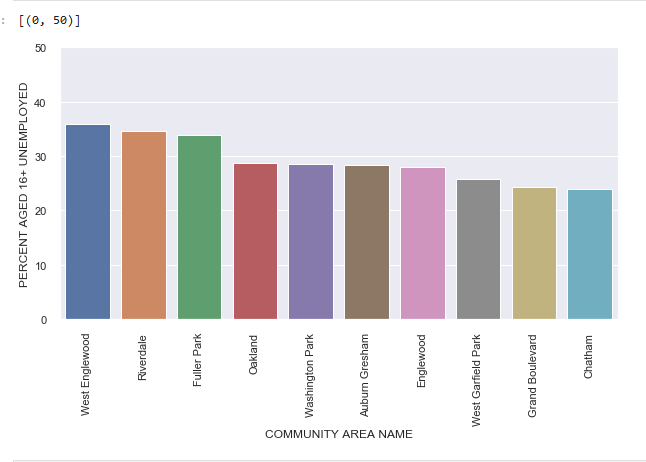 : [(0, 50)]
50
40
30
20
10
0
PERCENT AGED 16+ UNEMPLOYED
West Englewood
Riverdale
Fuller Park
Oakland
Washington Park
Auburn Gresham
Englewood
West Garfield Park
Grand Boulevard
Chatham
COMMUNITY AREA NAME